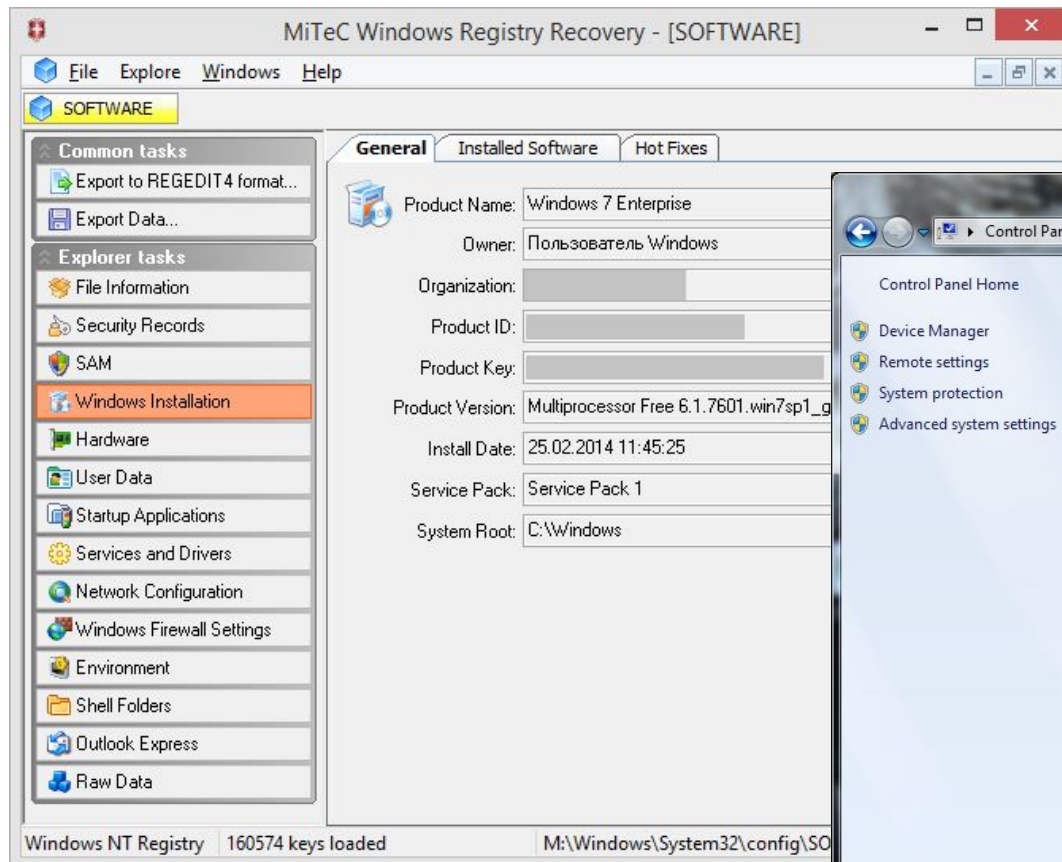 MiTeC Windows Registry Recovery - [SOFTWARE]
File Explore Windows Help
SOFTWARE
Common tasks
Export to REGEDIT4 format...
Export Data...
Explorer tasks
File Information
Security Records
SAM
Windows Installation
Hardware
User Data
Startup Applications
Services and Drivers
Network Configuration
Windows Firewall Settings
Environment
Shell Folders
Outlook Express
Raw Data
General Installed Software Hot Fixes
Product Name: Windows 7 Enterprise
Owner: Пользователь Windows
Organization:
Product ID:
Product Key:
Product Version: Multiprocessor Free 6.1.7601.win7sp1_g
Install Date: 25.02.2014 11:45:25
Service Pack: Service Pack 1
System Root: C:\Windows
Control Par
Control Panel Home
Device Manager
Remote settings
System protection
Advanced system settings
Windows NT Registry 160574 keys loaded M:\Windows\System32\config\SO